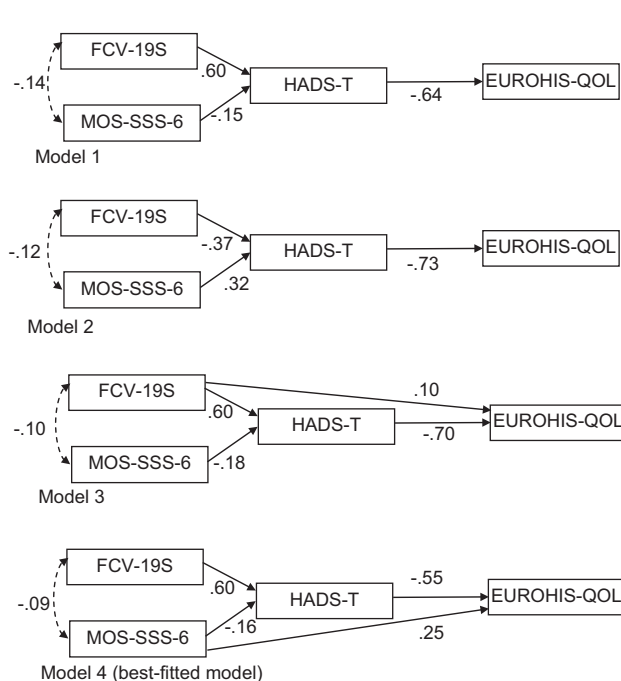 FCV-19S
-.14
.60
HADS-T
EUROHIS-QOL
-.64
MOS-SSS-6
-.15
Model 1
FCV-19S
-.12
-.37
HADS-T
EUROHIS-QOL
-.73
MOS-SSS-6
.32
Model 2
FCV-19S
.10
-.10
.60
HADS-T
EUROHIS-QOL
-.70
MOS-SSS-6
-.18
Model 3
FCV-19S
-.55
-.09
.60
HADS-T
EUROHIS-QOL
MOS-SSS-6
-.16
.25
Model 4 (best-fitted model)